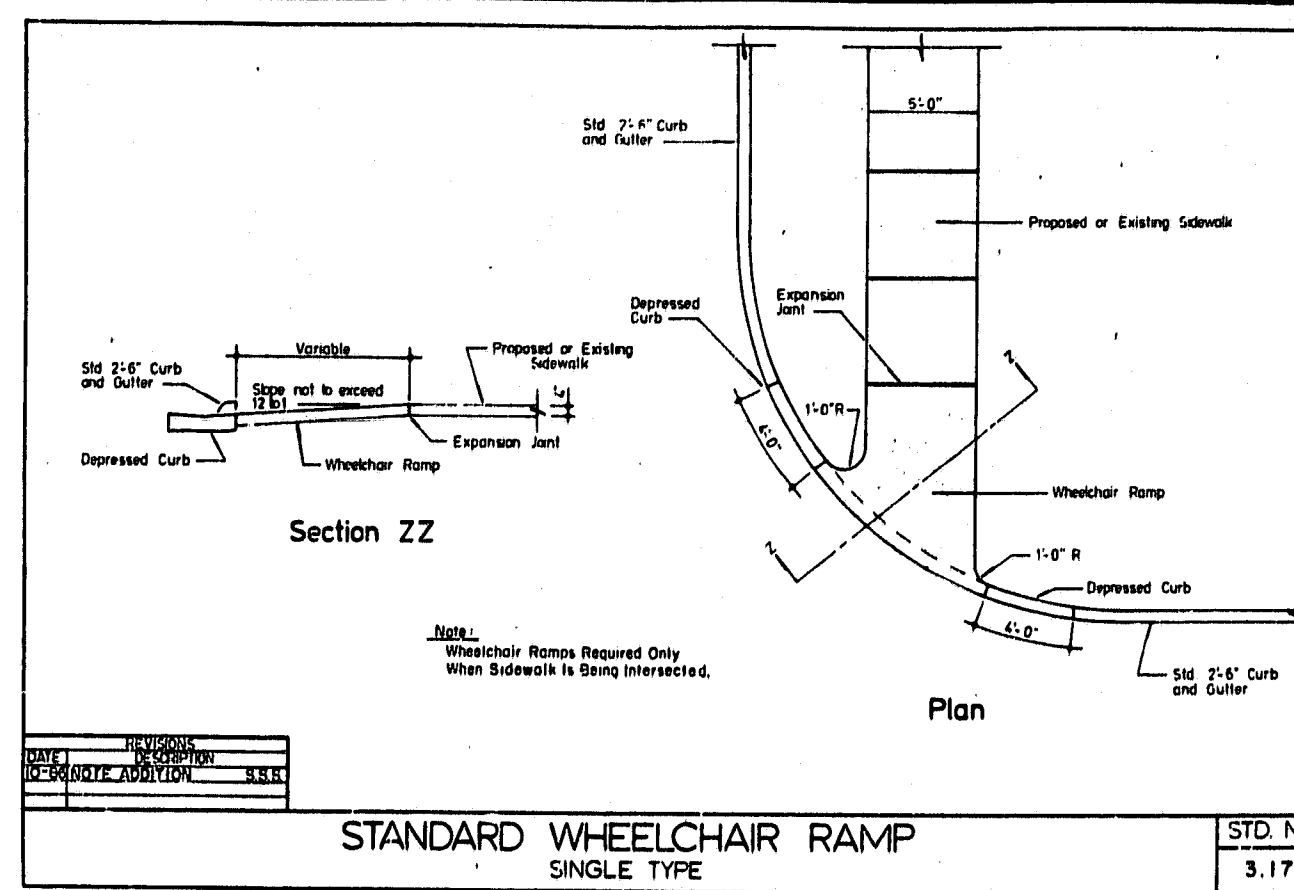 Std 2'-6" Curb
and Gutter
5'-0"
Proposed or Existing Sidewalk
Depressed
Curb
Expansion
Joint
Z
1'-0" R
4'-0"
Wheelchair Ramp
Z
1'-0" R
Depressed Curb
4'-0"
Std 2'-6" Curb
and Gutter
Plan
Variable
Std 2'-6" Curb
and Gutter
Slope not to exceed
12 to 1
Proposed or Existing
Sidewalk
Expansion Joint
Depressed Curb
Wheelchair Ramp
Section ZZ
Note:
Wheelchair Ramps Required Only
When Sidewalk Is Being Intersected.
REVISIONS
DATE DESCRIPTION
NOTE ADDITION S.S.S.
STANDARD WHEELCHAIR RAMP
SINGLE TYPE
STD. N
3.17